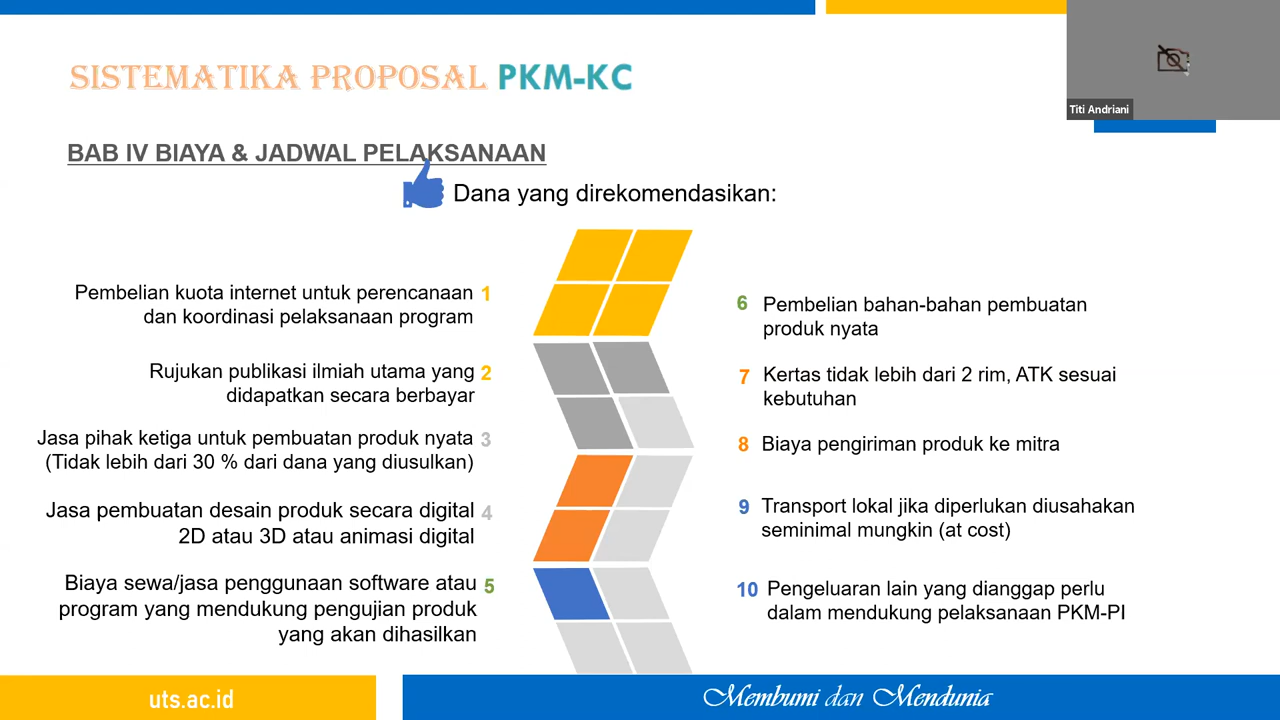 SISTEMATIKA PROPOSAL PKM-KC
Titi Andriani
BAB IV BIAYA & JADWAL PELAKSANAAN
Dana yang direkomendasikan:
Pembelian kuota internet untuk perencanaan 1
dan koordinasi pelaksanaan program
Rujukan publikasi ilmiah utama yang 2
didapatkan secara berbayar
Jasa pihak ketiga untuk pembuatan produk nyata 3
(Tidak lebih dari 30 % dari dana yang diusulkan)
Jasa pembuatan desain produk secara digital 4
2D atau 3D atau animasi digital
Biaya sewa/jasa penggunaan software atau 5
program yang mendukung pengujian produk
yang akan dihasilkan
6 Pembelian bahan-bahan pembuatan
produk nyata
7 Kertas tidak lebih dari 2 rim, ATK sesuai
kebutuhan
8 Biaya pengiriman produk ke mitra
9 Transport lokal jika diperlukan diusahakan
seminimal mungkin (at cost)
10 Pengeluaran lain yang dianggap perlu
dalam mendukung pelaksanaan PKM-PI
uts.ac.id
Membumi dan Mendunia